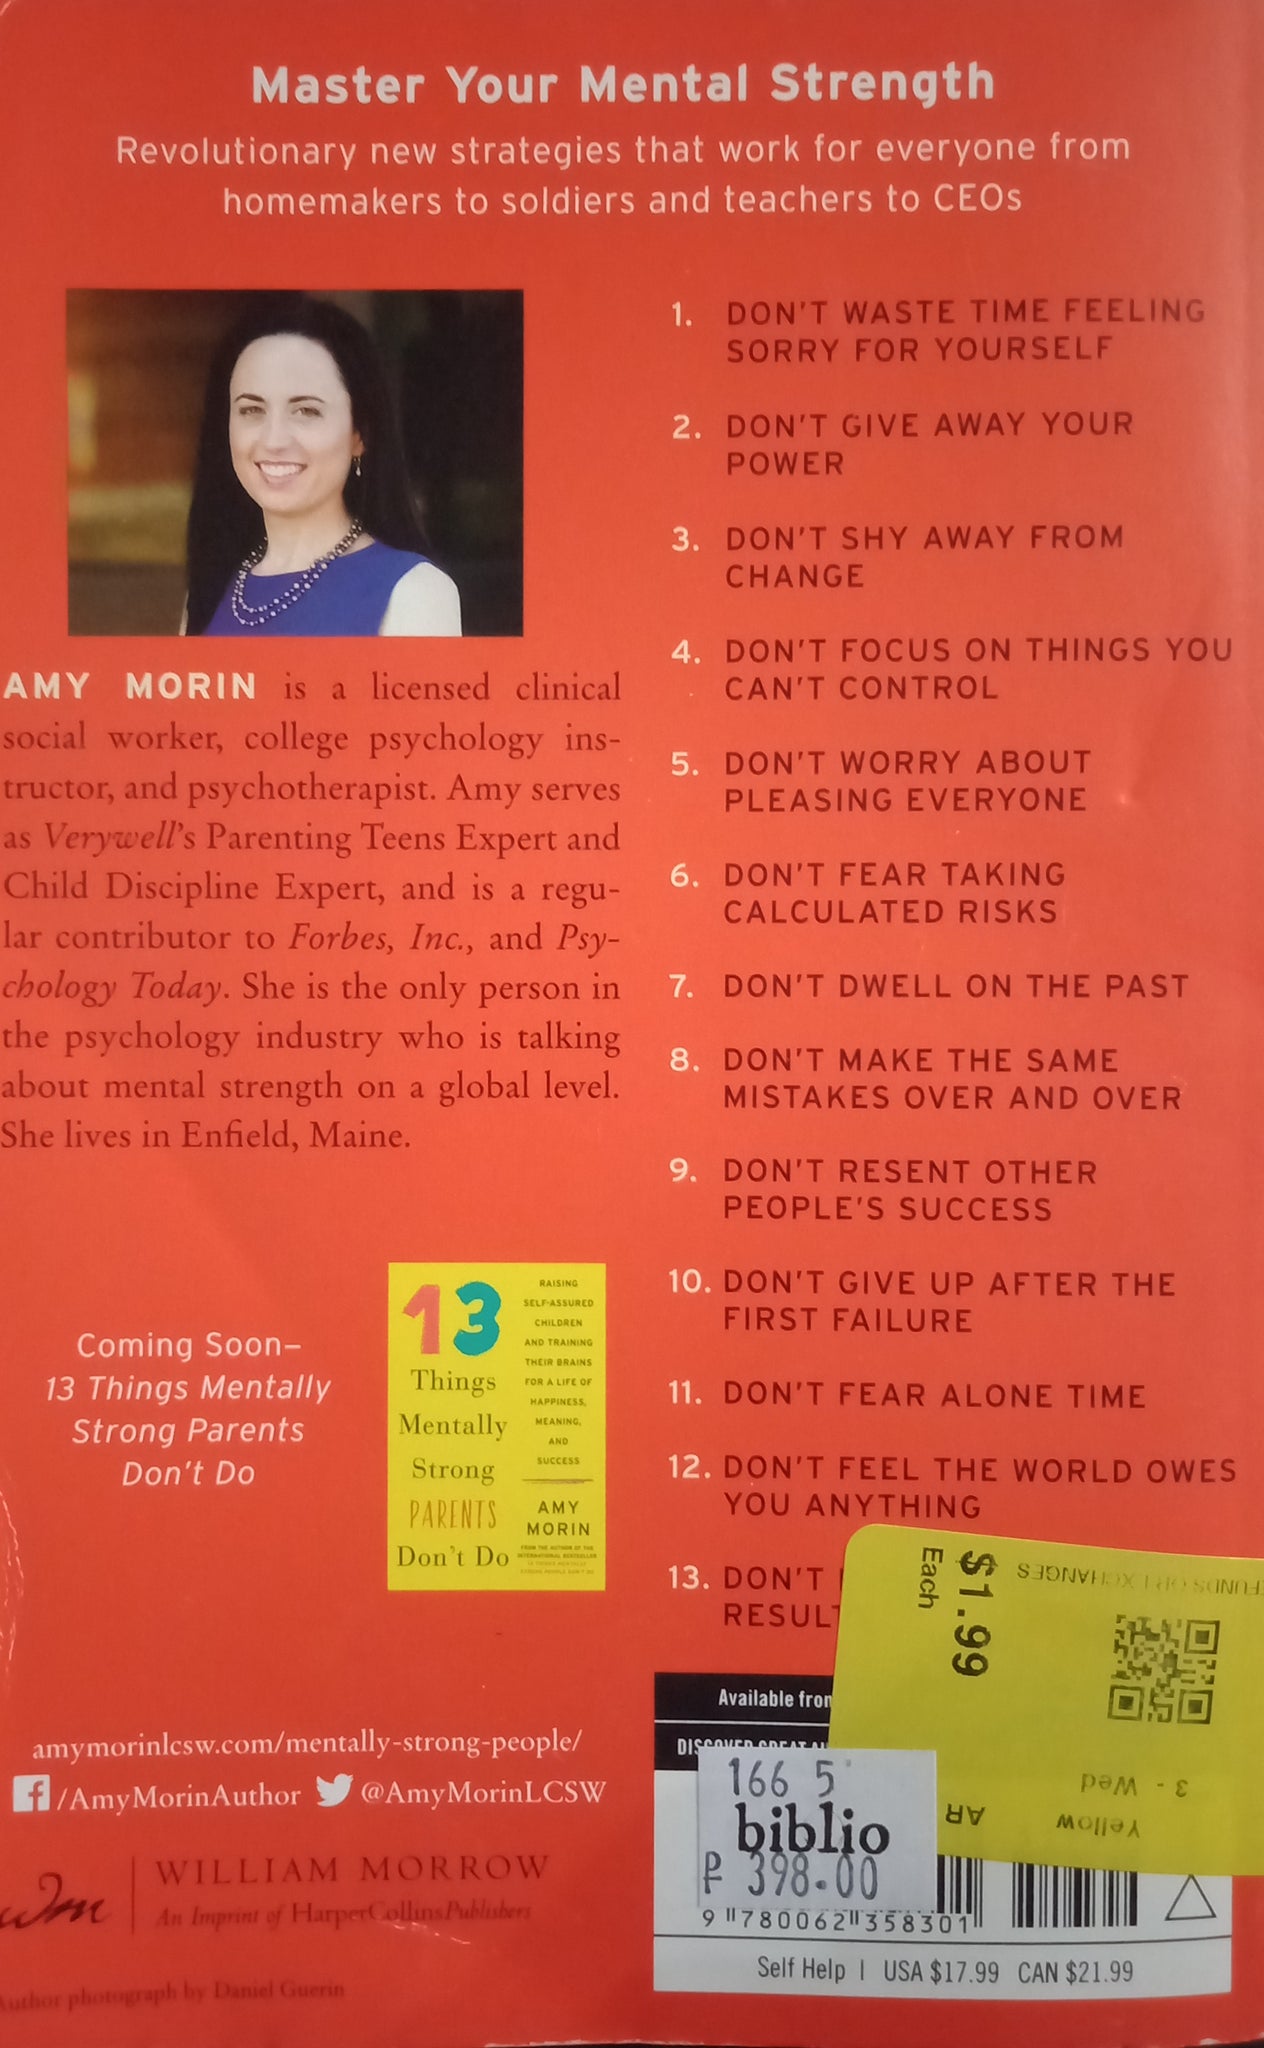 Master Your Mental Strength
Revolutionary new strategies that work for everyone from
homemakers to soldiers and teachers to CEOs
AMY MORIN is a licensed clinical
social worker, college psychology ins-
tructor, and psychotherapist. Amy serves
as Verywell's Parenting Teens Expert and
Child Discipline Expert, and is a regu-
lar contributor to Forbes, Inc., and Psy-
chology Today. She is the only person in
the psychology industry who is talking
about mental strength on a global level.
She lives in Enfield, Maine.
Coming Soon–
13 Things Mentally
Strong Parents
Don't Do
13
Things
Mentally
Strong
PARENTS
Don't Do
RAISING
SELF-ASSURED
CHILDREN
AND TRAINING
THEIR BRAINS
FOR A LIFE OF
HAPPINESS,
MEANING,
AND
SUCCESS
AMY
MORIN
FROM THE AUTHOR OF THE
INTERNATIONAL BESTSELLER
amymorinlcsw.com/mentally-strong-people/
/AmyMorinAuthor @AmyMorinLCSW
wm WILLIAM MORROW
An Imprint of HarperCollinsPublishers
Author photograph by Daniel Guerin
1. DON'T WASTE TIME FEELING
SORRY FOR YOURSELF
2. DON'T GIVE AWAY YOUR
POWER
3. DON'T SHY AWAY FROM
CHANGE
4. DON'T FOCUS ON THINGS YOU
CAN'T CONTROL
5. DON'T WORRY ABOUT
PLEASING EVERYONE
6. DON'T FEAR TAKING
CALCULATED RISKS
7. DON'T DWELL ON THE PAST
8. DON'T MAKE THE SAME
MISTAKES OVER AND OVER
9. DON'T RESENT OTHER
PEOPLE'S SUCCESS
10. DON'T GIVE UP AFTER THE
FIRST FAILURE
11. DON'T FEAR ALONE TIME
12. DON'T FEEL THE WORLD OWES
YOU ANYTHING
13. DON'T
RESULT
$1.99
Each
EXCHANGES
3 - Wed
Yellow AR
Available from
166 5
biblio
₱ 398.00
9 780062 358301
Self Help | USA $17.99 CAN $21.99